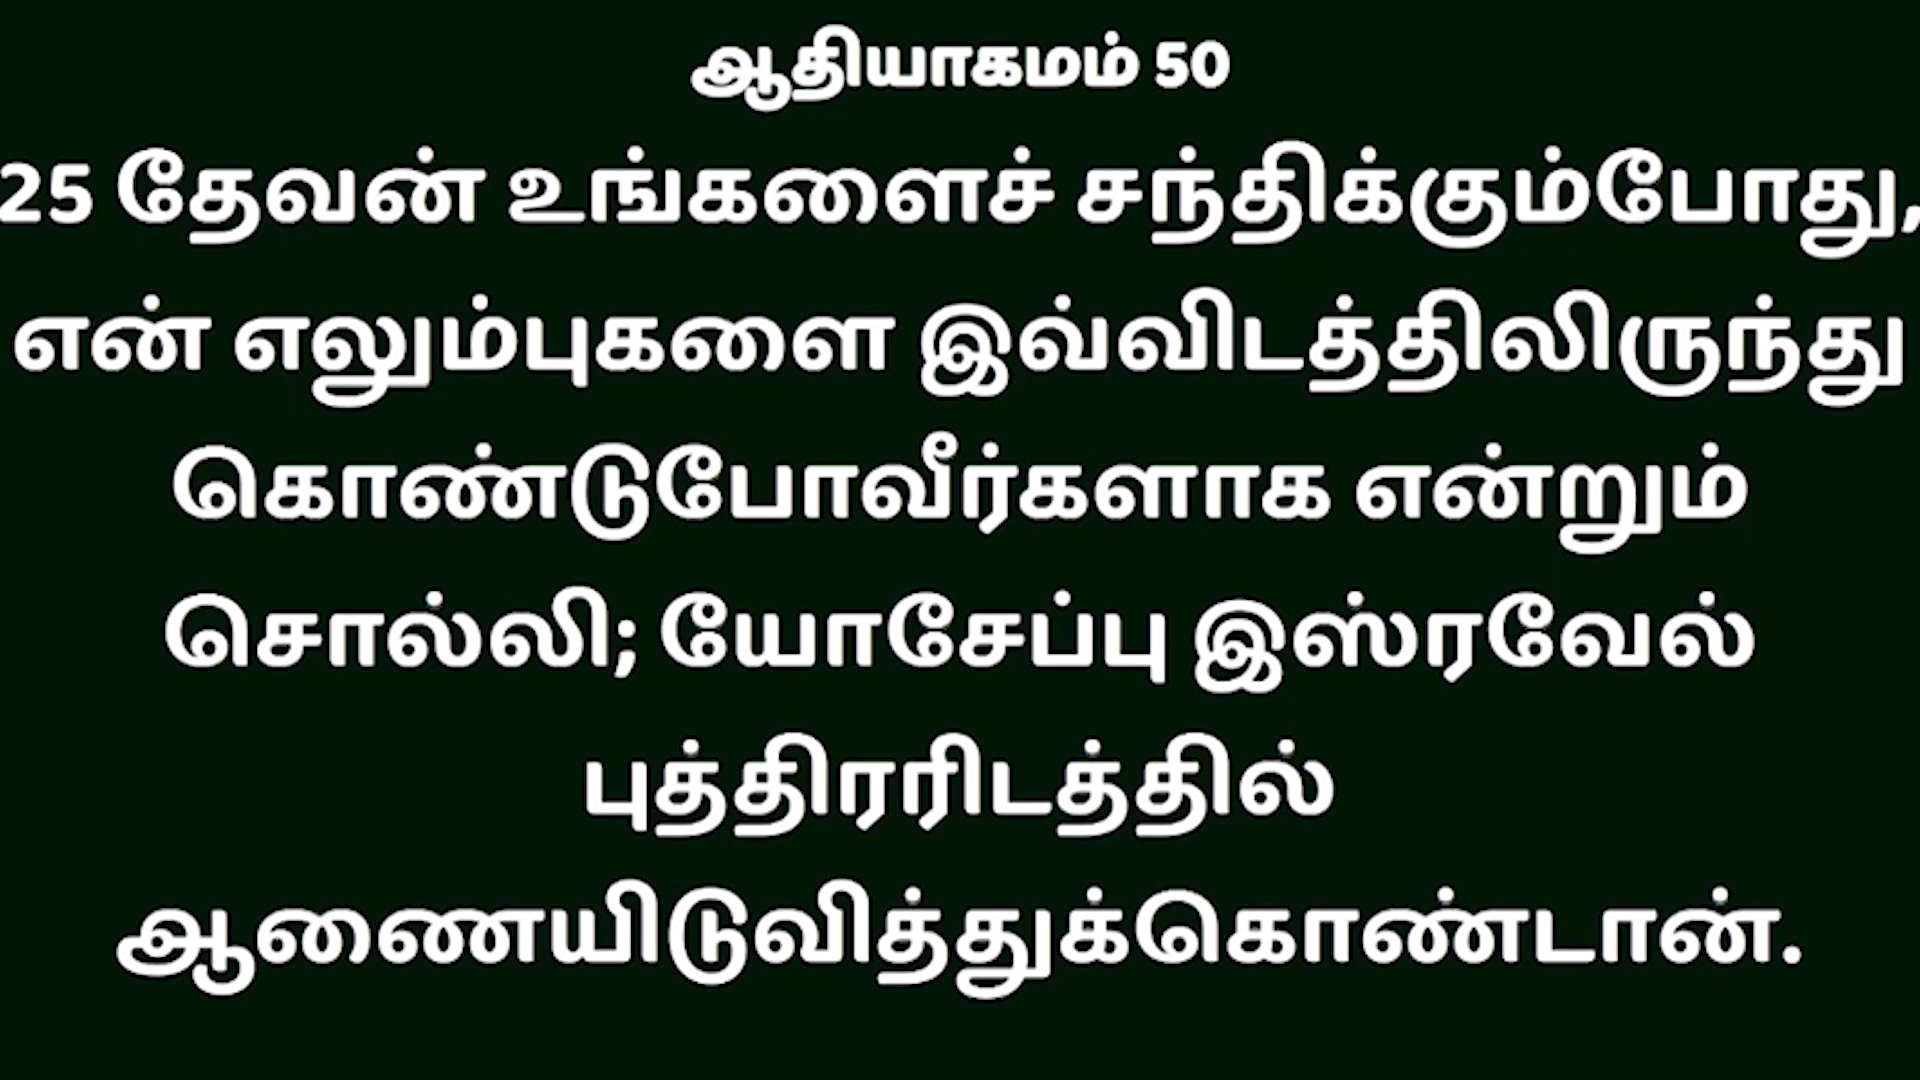 ஆதியாகமம் 50
25 தேவன் உங்களைச் சந்திக்கும்போது,
என் எலும்புகளை இவ்விடத்திலிருந்து
கொண்டுபோவீர்களாக என்றும்
சொல்லி; யோசேப்பு இஸ்ரவேல்
புத்திரரிடத்தில்
ஆணையிடுவித்துக்கொண்டான்.